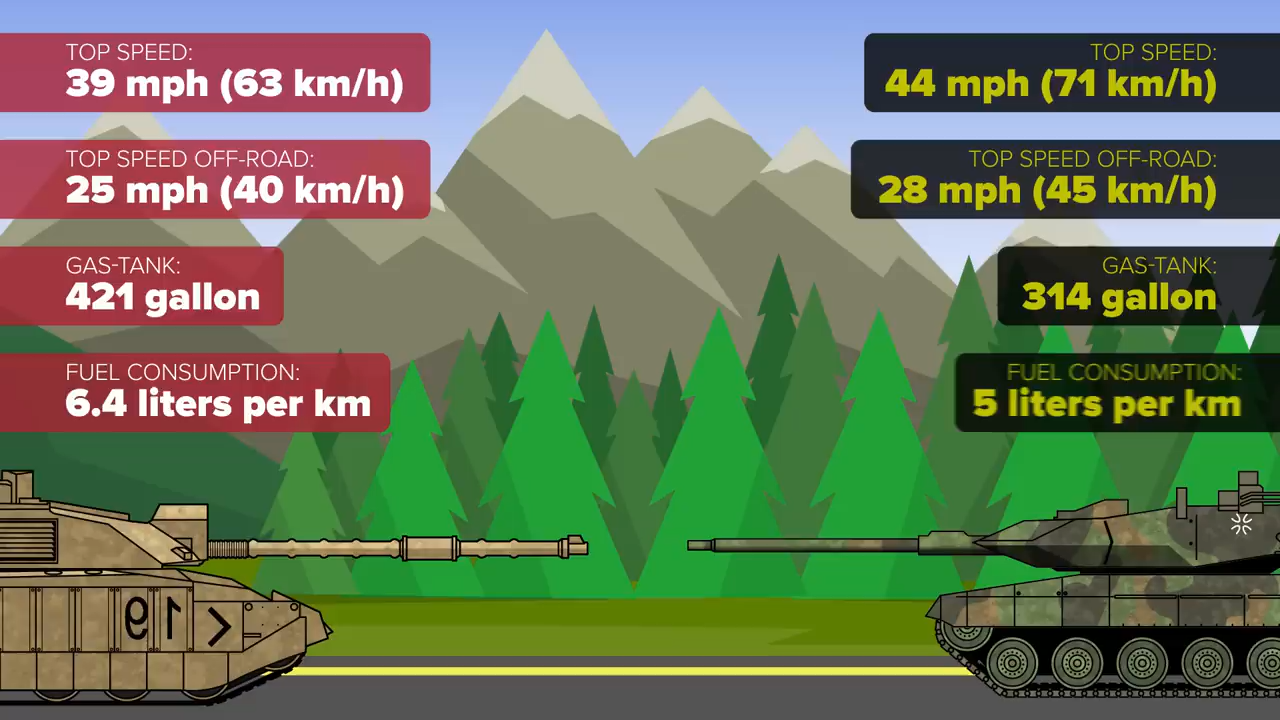 TOP SPEED:
39 mph (63 km/h)
TOP SPEED OFF-ROAD:
25 mph (40 km/h)
GAS-TANK:
421 gallon
FUEL CONSUMPTION:
6.4 liters per km
TOP SPEED:
44 mph (71 km/h)
TOP SPEED OFF-ROAD:
28 mph (45 km/h)
GAS-TANK:
314 gallon
FUEL CONSUMPTION:
5 liters per km
19